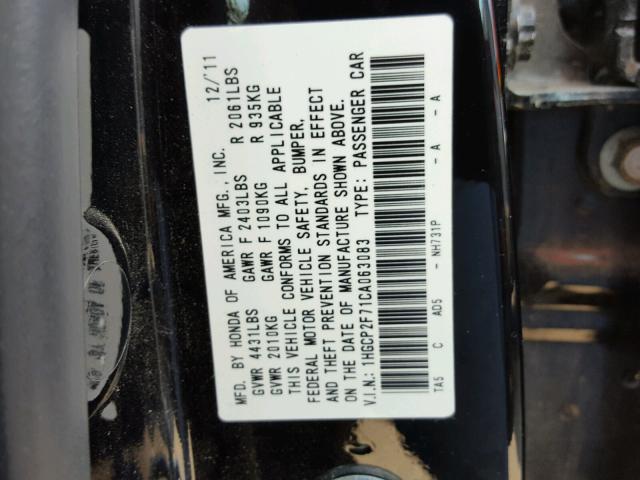 MFD. BY HONDA OF AMERICA MFG., INC. 12/'11
GVWR 4431LBS GAWR F 2403LBS R 2061LBS
GVWR 2010KG GAWR F 1090KG R 935KG
THIS VEHICLE CONFORMS TO ALL APPLICABLE
FEDERAL MOTOR VEHICLE SAFETY, BUMPER,
AND THEFT PREVENTION STANDARDS IN EFFECT
ON THE DATE OF MANUFACTURE SHOWN ABOVE.
V.I.N.: 1HGCP2F71CA063083 TYPE: PASSENGER CAR
TA5 C AD5 - NH731P - A - A